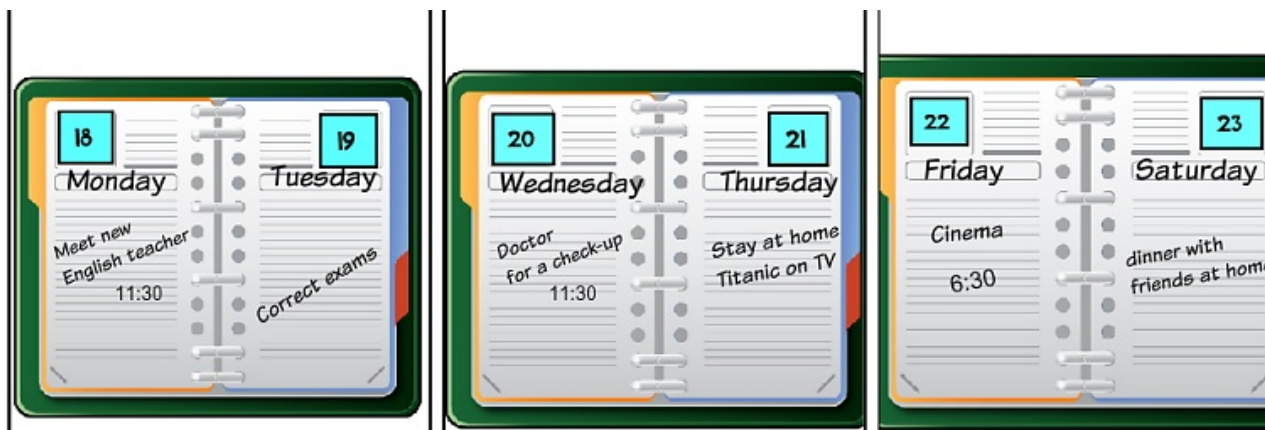 18
Monday
Meet new
English teacher
11:30
19
Tuesday
Correct exams
20
Wednesday
Doctor
for a check-up
11:30
21
Thursday
Stay at home
Titanic on TV
22
Friday
Cinema
6:30
23
Saturday
dinner with
friends at home